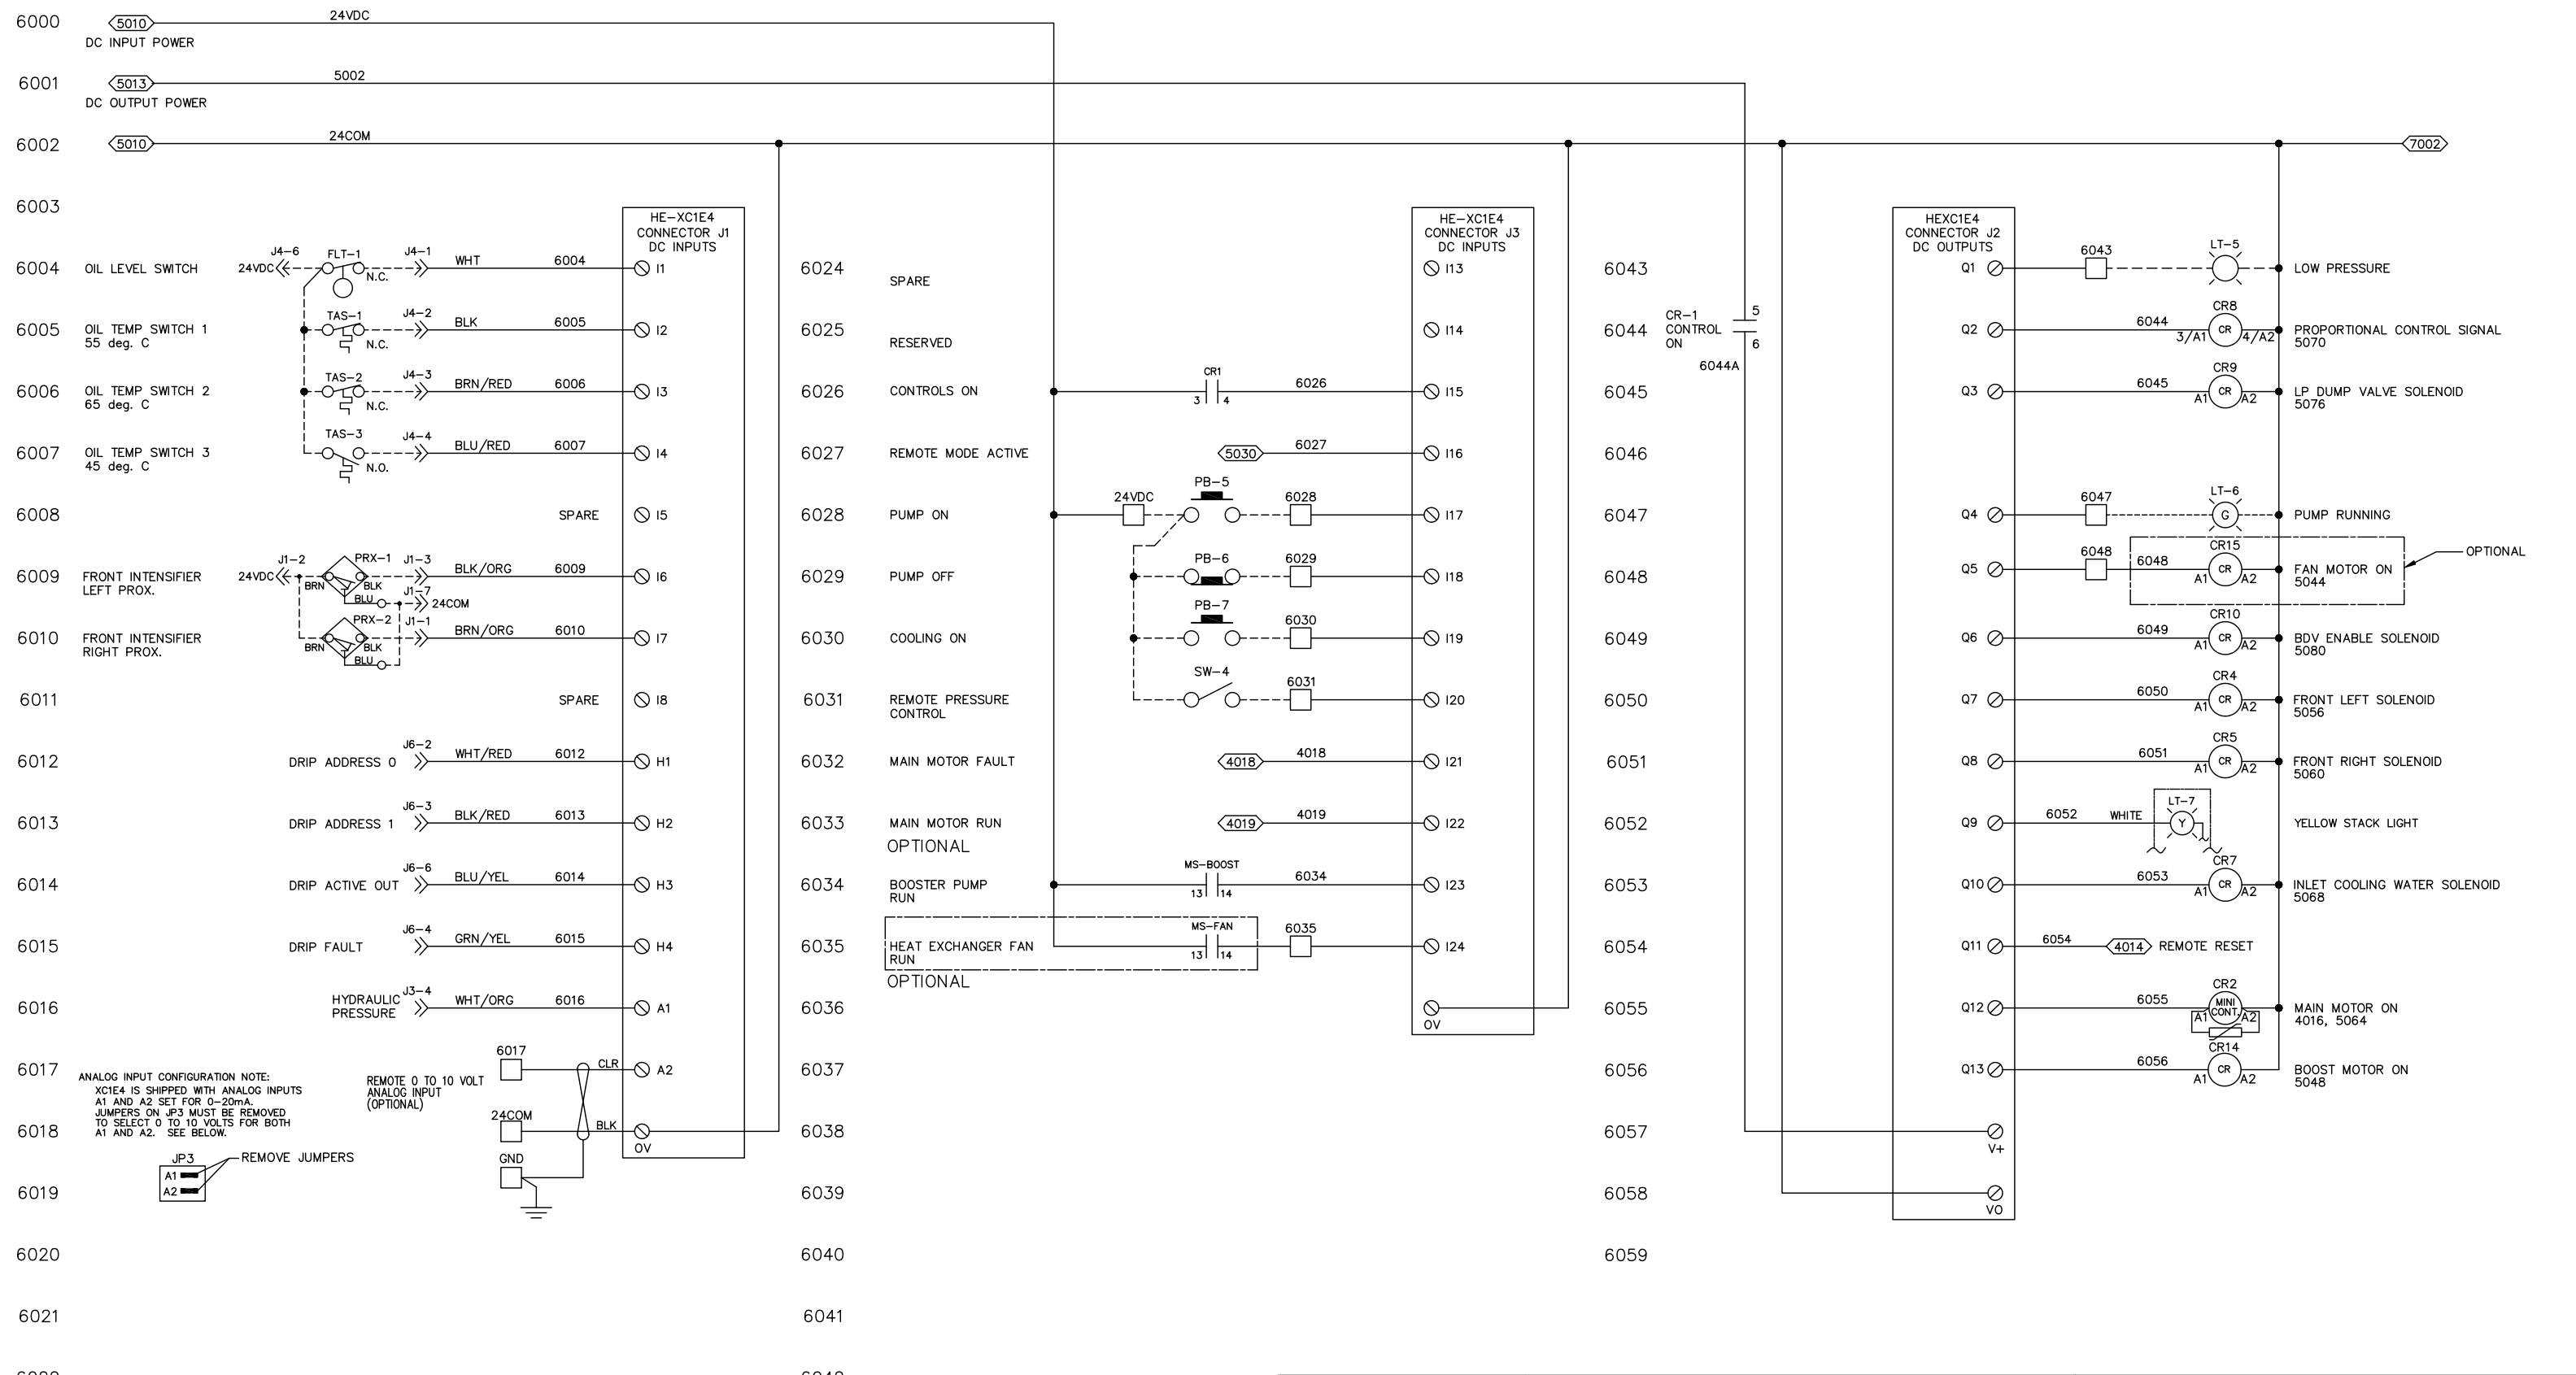 6000
5010
24VDC
DC INPUT POWER
6001
5013
5002
DC OUTPUT POWER
6002
5010
24COM
7002
6003
HE-XC1E4
CONNECTOR J1
DC INPUTS
6004
OIL LEVEL SWITCH
J4-6
24VDC
FLT-1
N.C.
J4-1
WHT
6004
I1
6005
OIL TEMP SWITCH 1
55 deg. C
TAS-1
N.C.
J4-2
BLK
6005
I2
6006
OIL TEMP SWITCH 2
65 deg. C
TAS-2
N.C.
J4-3
BRN/RED
6006
I3
6007
OIL TEMP SWITCH 3
45 deg. C
TAS-3
N.O.
J4-4
BLU/RED
6007
I4
6008
SPARE
I5
6009
FRONT INTENSIFIER
LEFT PROX.
J1-2
24VDC
BRN
PRX-1
BLK
BLU
J1-3
BLK/ORG
6009
I6
J1-7
24COM
6010
FRONT INTENSIFIER
RIGHT PROX.
BRN
PRX-2
BLK
BLU
J1-1
BRN/ORG
6010
I7
6011
SPARE
I8
6012
DRIP ADDRESS 0
J6-2
WHT/RED
6012
H1
6013
DRIP ADDRESS 1
J6-3
BLK/RED
6013
H2
6014
DRIP ACTIVE OUT
J6-6
BLU/YEL
6014
H3
6015
DRIP FAULT
J6-4
GRN/YEL
6015
H4
6016
HYDRAULIC
PRESSURE
J3-4
WHT/ORG
6016
A1
6017
ANALOG INPUT CONFIGURATION NOTE:
XC1E4 IS SHIPPED WITH ANALOG INPUTS
A1 AND A2 SET FOR 0-20mA.
JUMPERS ON JP3 MUST BE REMOVED
TO SELECT 0 TO 10 VOLTS FOR BOTH
A1 AND A2. SEE BELOW.
REMOTE 0 TO 10 VOLT
ANALOG INPUT
(OPTIONAL)
6017
CLR
A2
6018
24COM
BLK
0V
JP3
A1
A2
REMOVE JUMPERS
GND
6019
6020
6021
HE-XC1E4
CONNECTOR J3
DC INPUTS
6024
SPARE
I13
6025
RESERVED
I14
6026
CONTROLS ON
CR1
3
4
6026
I15
6027
REMOTE MODE ACTIVE
5030
6027
I16
6028
PUMP ON
24VDC
PB-5
6028
I17
6029
PUMP OFF
PB-6
6029
I18
6030
COOLING ON
PB-7
6030
I19
6031
REMOTE PRESSURE
CONTROL
SW-4
6031
I20
6032
MAIN MOTOR FAULT
4018
4018
I21
6033
MAIN MOTOR RUN
4019
4019
I22
OPTIONAL
6034
BOOSTER PUMP
RUN
MS-BOOST
13
14
6034
I23
6035
HEAT EXCHANGER FAN
RUN
MS-FAN
13
14
6035
I24
OPTIONAL
6036
0V
6037
6038
6039
6040
6041
HEXC1E4
CONNECTOR J2
DC OUTPUTS
6043
Q1
6043
LT-5
LOW PRESSURE
6044
CR-1
CONTROL
ON
5
6
6044A
Q2
6044
CR8
3/A1
CR
4/A2
PROPORTIONAL CONTROL SIGNAL
5070
6045
Q3
6045
CR9
A1
CR
A2
LP DUMP VALVE SOLENOID
5076
6046
6047
Q4
6047
LT-6
G
PUMP RUNNING
6048
Q5
6048
6048
CR15
A1
CR
A2
FAN MOTOR ON
5044
OPTIONAL
6049
Q6
6049
CR10
A1
CR
A2
BDV ENABLE SOLENOID
5080
6050
Q7
6050
CR4
A1
CR
A2
FRONT LEFT SOLENOID
5056
6051
Q8
6051
CR5
A1
CR
A2
FRONT RIGHT SOLENOID
5060
6052
Q9
6052
WHITE
LT-7
Y
YELLOW STACK LIGHT
6053
Q10
6053
CR7
A1
CR
A2
INLET COOLING WATER SOLENOID
5068
6054
Q11
6054
4014
REMOTE RESET
6055
Q12
6055
CR2
MINI
CONT.
A1
A2
MAIN MOTOR ON
4016, 5064
6056
Q13
6056
CR14
A1
CR
A2
BOOST MOTOR ON
5048
6057
V+
6058
V0
6059